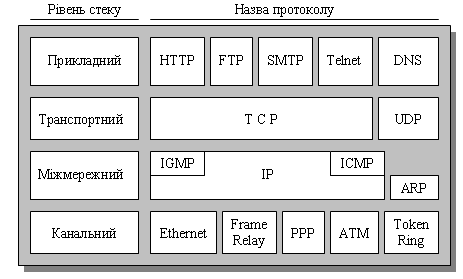 Рівень стеку Назва протоколу
Прикладний HTTP FTP SMTP Telnet DNS
Транспортний T C P UDP
Міжмережний IGMP IP ICMP ARP
Канальний Ethernet Frame Relay PPP ATM Token Ring